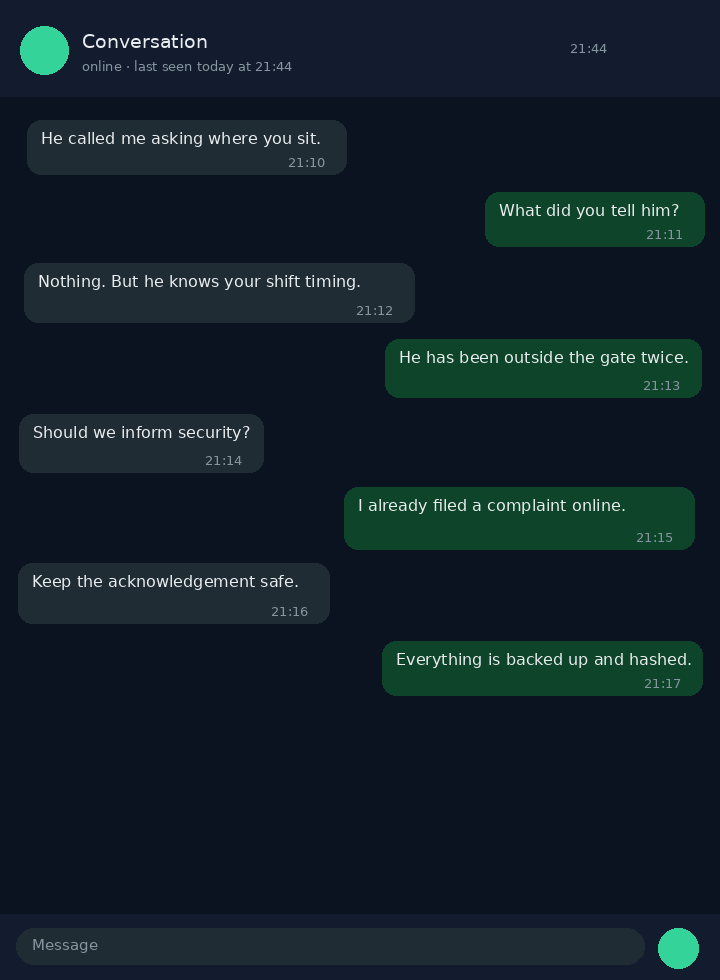 Conversation
online · last seen today at 21:44
21:44
He called me asking where you sit.
21:10
What did you tell him?
21:11
Nothing. But he knows your shift timing.
21:12
He has been outside the gate twice.
21:13
Should we inform security?
21:14
I already filed a complaint online.
21:15
Keep the acknowledgement safe.
21:16
Everything is backed up and hashed.
21:17
Message